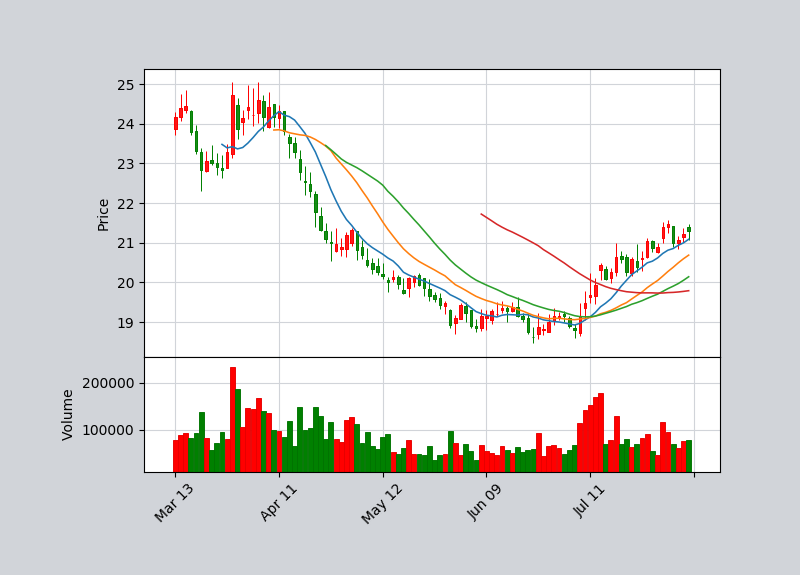 25
24
23
22
21
20
19
Price
200000
100000
Volume
Mar 13
Apr 11
May 12
Jun 09
Jul 11